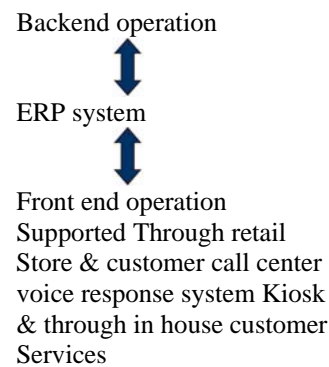 Backend operation
ERP system
Front end operation
Supported Through retail
Store & customer call center
voice response system Kiosk
& through in house customer
Services